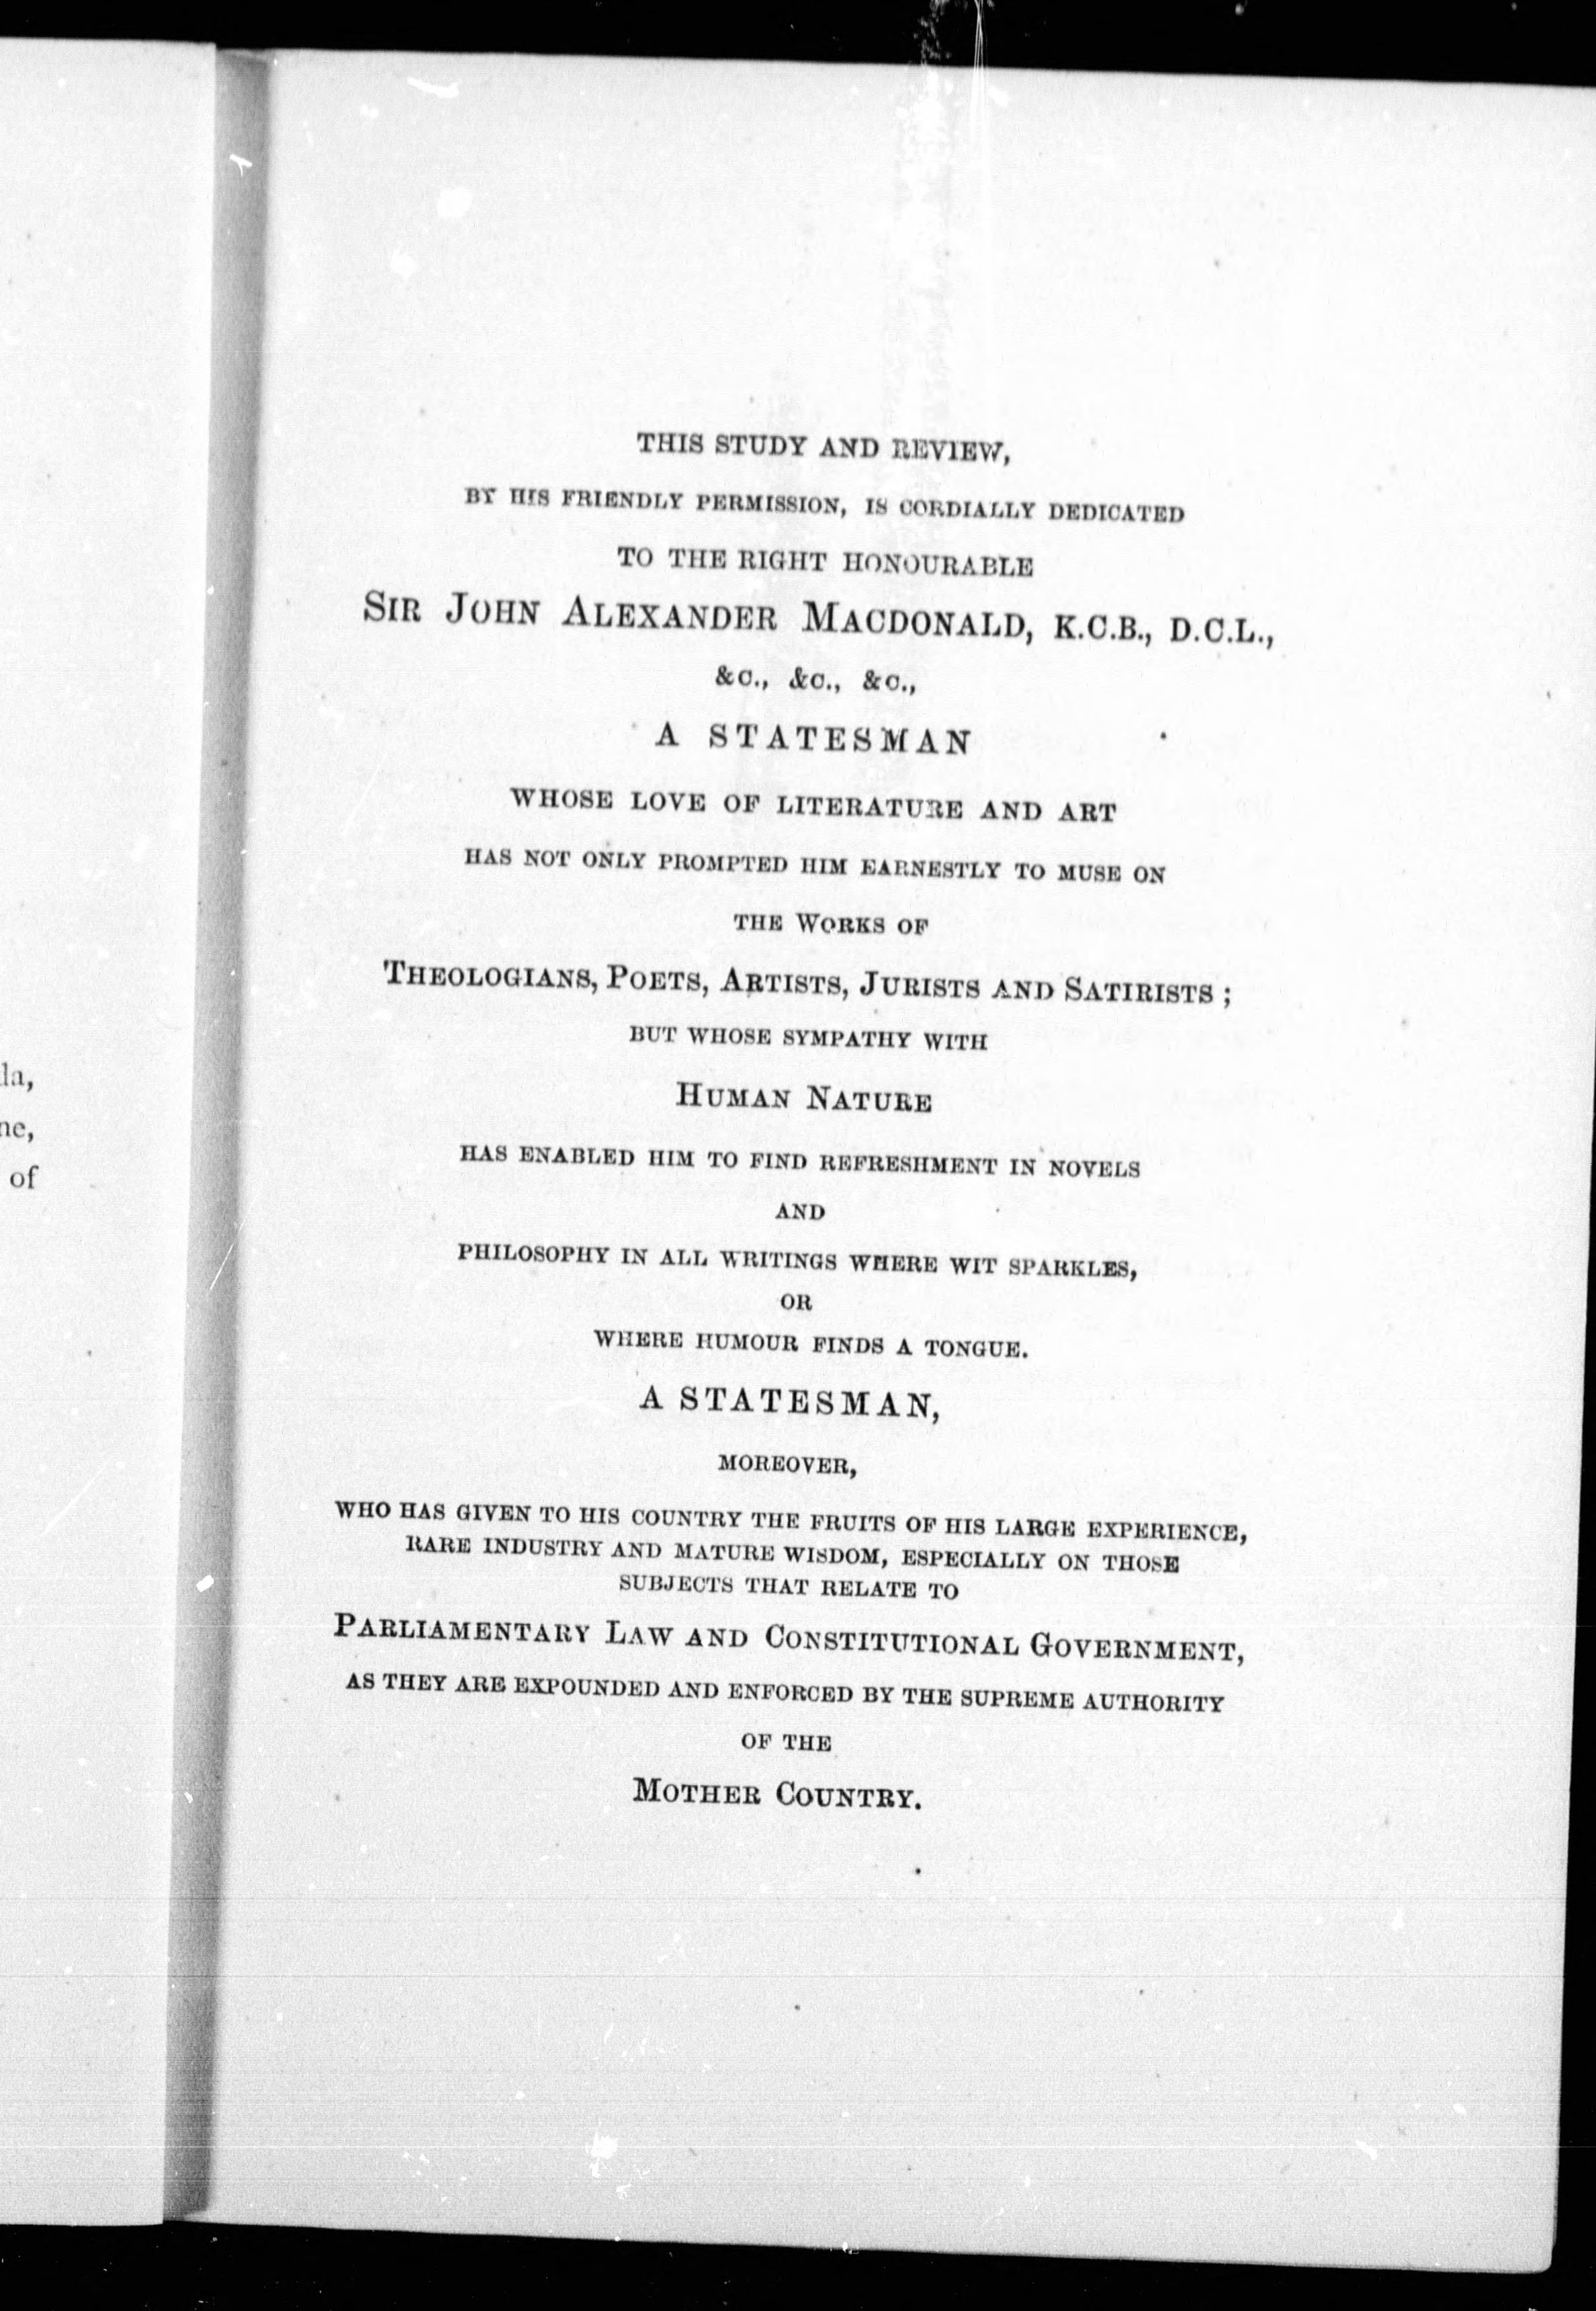 THIS STUDY AND REVIEW,
BY HIS FRIENDLY PERMISSION, IS CORDIALLY DEDICATED
TO THE RIGHT HONOURABLE
SIR JOHN ALEXANDER MACDONALD, K.C.B., D.C.L.,
&C., &C., &C.,
A STATESMAN
WHOSE LOVE OF LITERATURE AND ART
HAS NOT ONLY PROMPTED HIM EARNESTLY TO MUSE ON
THE WORKS OF
THEOLOGIANS, POETS, ARTISTS, JURISTS AND SATIRISTS ;
BUT WHOSE SYMPATHY WITH
HUMAN NATURE
HAS ENABLED HIM TO FIND REFRESHMENT IN NOVELS
AND
PHILOSOPHY IN ALL WRITINGS WHERE WIT SPARKLES,
OR
WHERE HUMOUR FINDS A TONGUE.
A STATESMAN,
MOREOVER,
WHO HAS GIVEN TO HIS COUNTRY THE FRUITS OF HIS LARGE EXPERIENCE,
RARE INDUSTRY AND MATURE WISDOM, ESPECIALLY ON THOSE
SUBJECTS THAT RELATE TO
PARLIAMENTARY LAW AND CONSTITUTIONAL GOVERNMENT,
AS THEY ARE EXPOUNDED AND ENFORCED BY THE SUPREME AUTHORITY
OF THE
MOTHER COUNTRY.
of